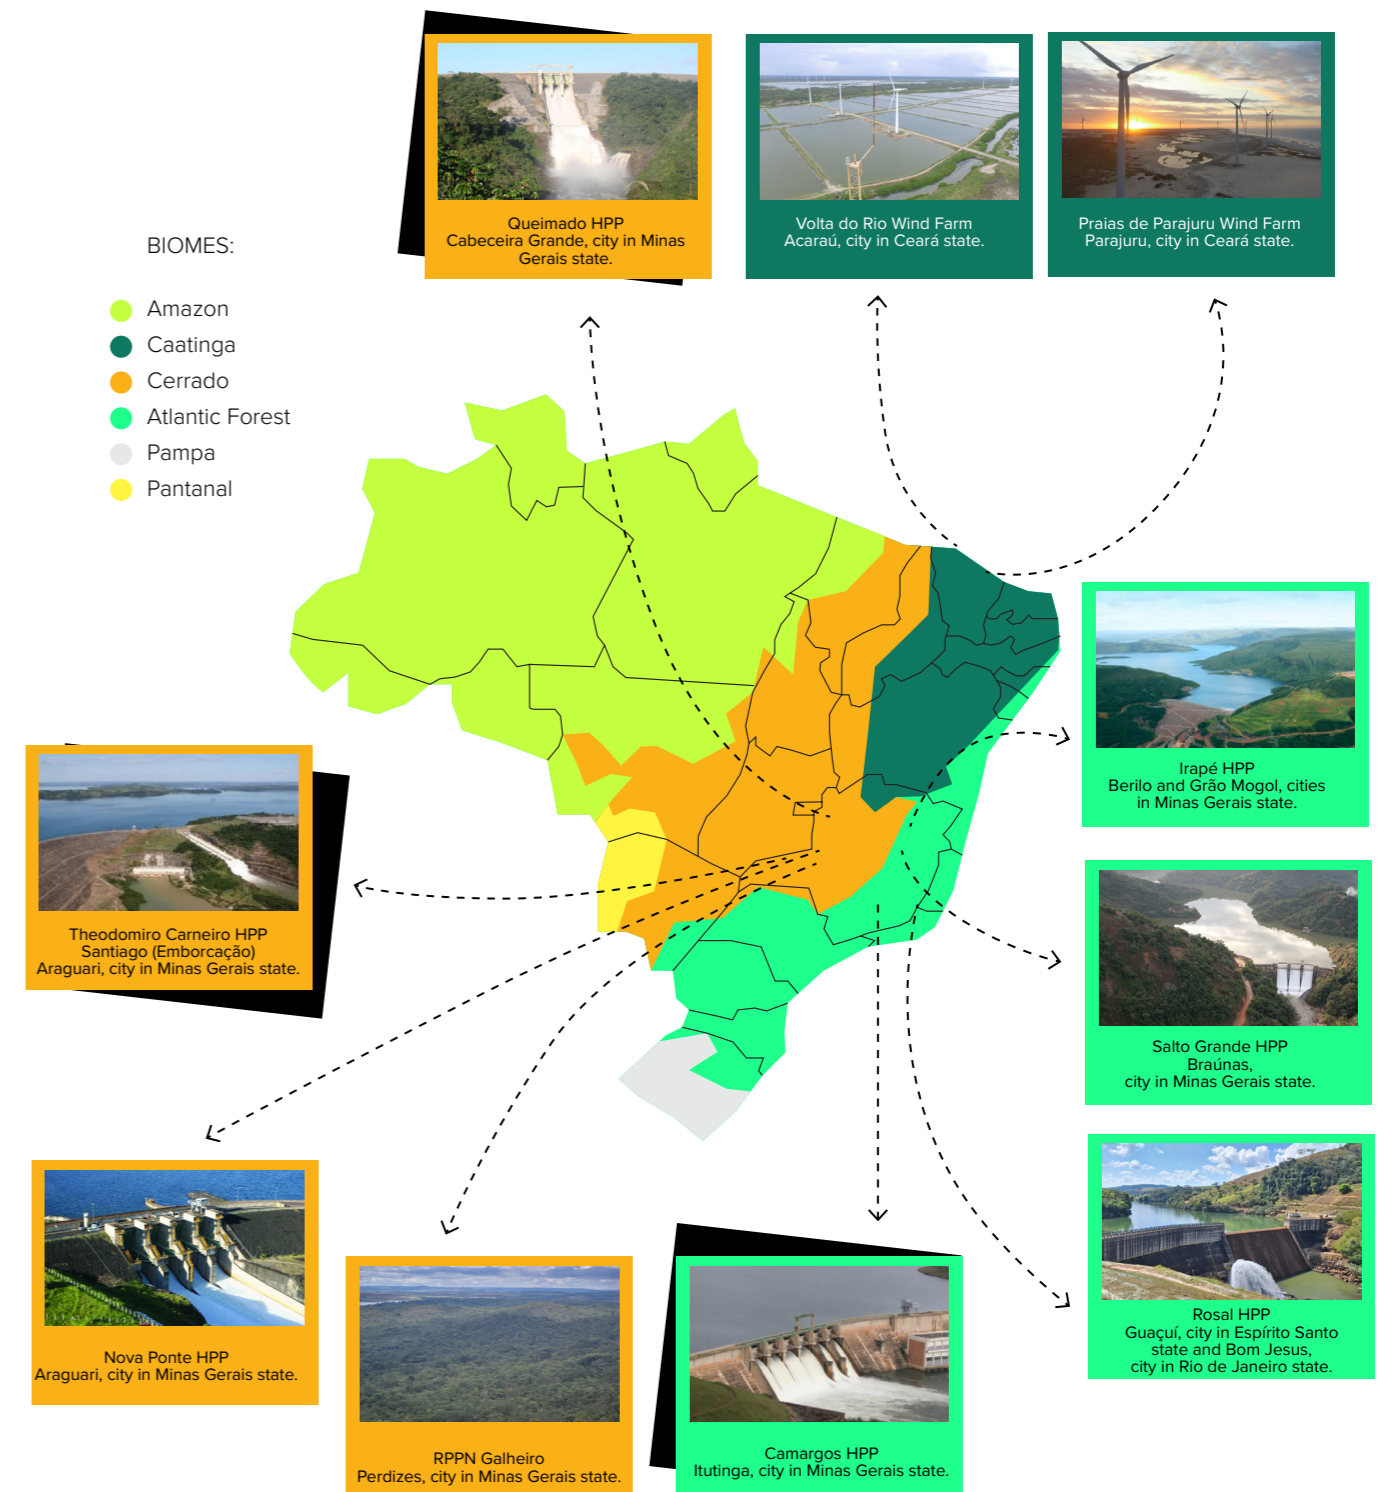 Queimado HPP
Cabeceira Grande, city in Minas
Gerais state.
Volta do Rio Wind Farm
Acaraú, city in Ceará state.
Praias de Parajuru Wind Farm
Parajuru, city in Ceará state.
BIOMES:
Amazon
Caatinga
Cerrado
Atlantic Forest
Pampa
Pantanal
Irapé HPP
Berilo and Grão Mogol, cities
in Minas Gerais state.
Theodomiro Carneiro HPP
Santiago (Emborcação)
Araguari, city in Minas Gerais state.
Salto Grande HPP
Braúnas,
city in Minas Gerais state.
Rosal HPP
Guaçuí, city in Espírito Santo
state and Bom Jesus,
city in Rio de Janeiro state.
Nova Ponte HPP
Araguari, city in Minas Gerais state.
RPPN Galheiro
Perdizes, city in Minas Gerais state.
Camargos HPP
Itutinga, city in Minas Gerais state.